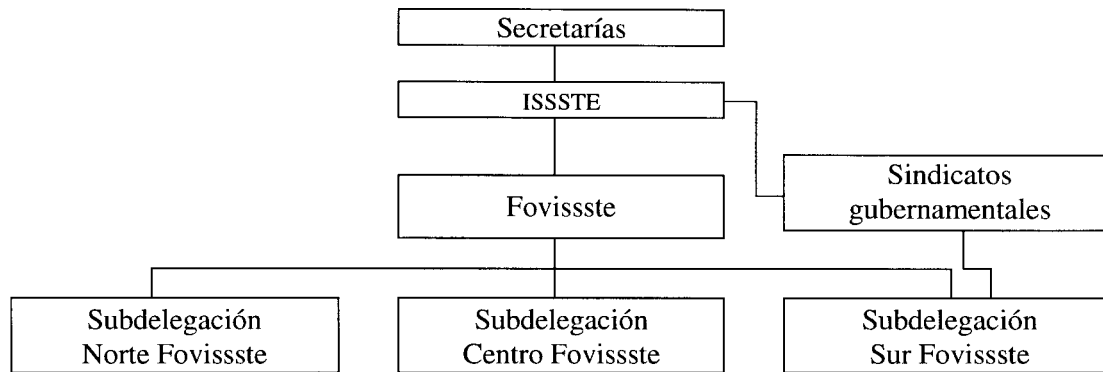 Secretarías
ISSSTE
Fovissste
Sindicatos
gubernamentales
Subdelegación
Norte Fovissste
Subdelegación
Centro Fovissste
Subdelegación
Sur Fovissste